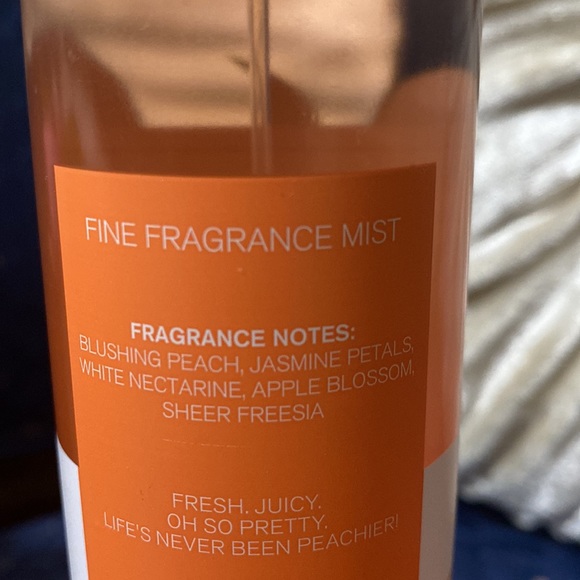 FINE FRAGRANCE MIST
FRAGRANCE NOTES:
BLUSHING PEACH, JASMINE PETALS,
WHITE NECTARINE, APPLE BLOSSOM,
SHEER FREESIA
FRESH. JUICY.
OH SO PRETTY.
LIFE'S NEVER BEEN PEACHIER!